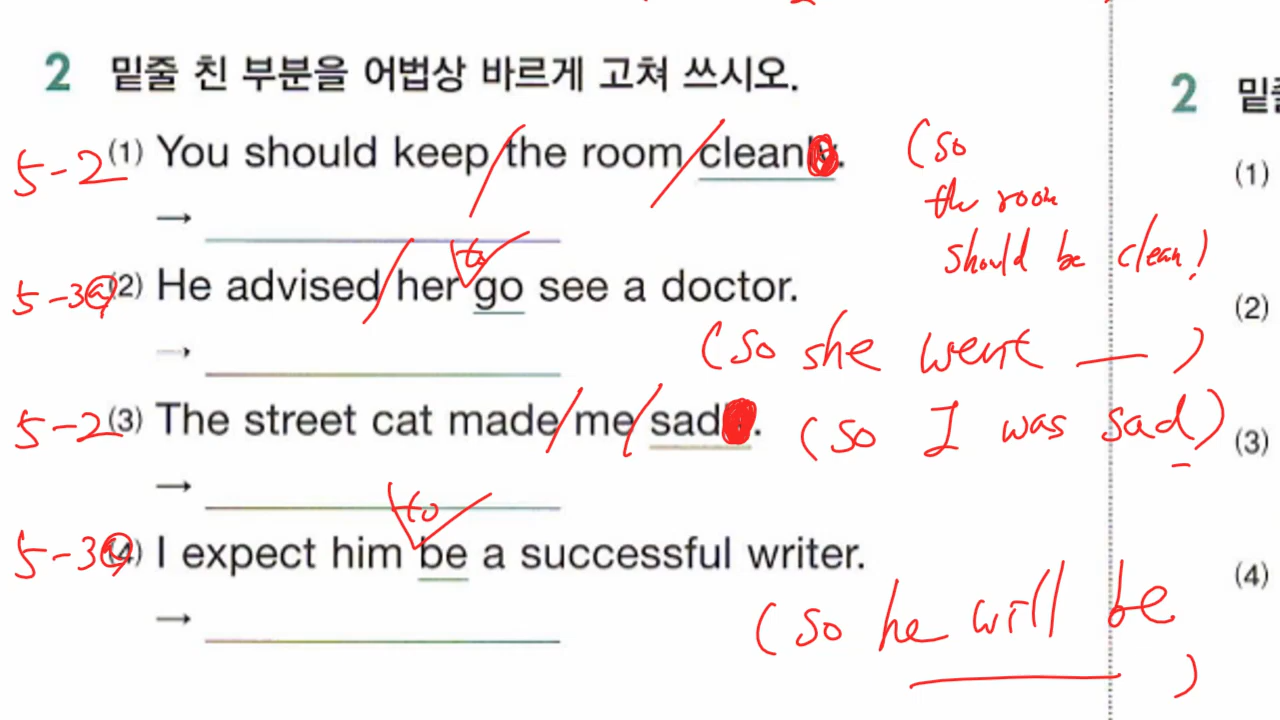 2 밑줄 친 부분을 어법상 바르게 고쳐 쓰시오.
5-2 (1) You should keep / the room / cleanly.
(so
the room
should be clean!
→
to
5-3ⓐ (2) He advised / her go see a doctor.
→
(so she went — )
5-2 (3) The street cat made / me / sad.
(so I was sad)
→
to
5-3ⓐ (4) I expect him be a successful writer.
→
(so he will be
)
2 밑
(1)
(2)
(3)
(4)